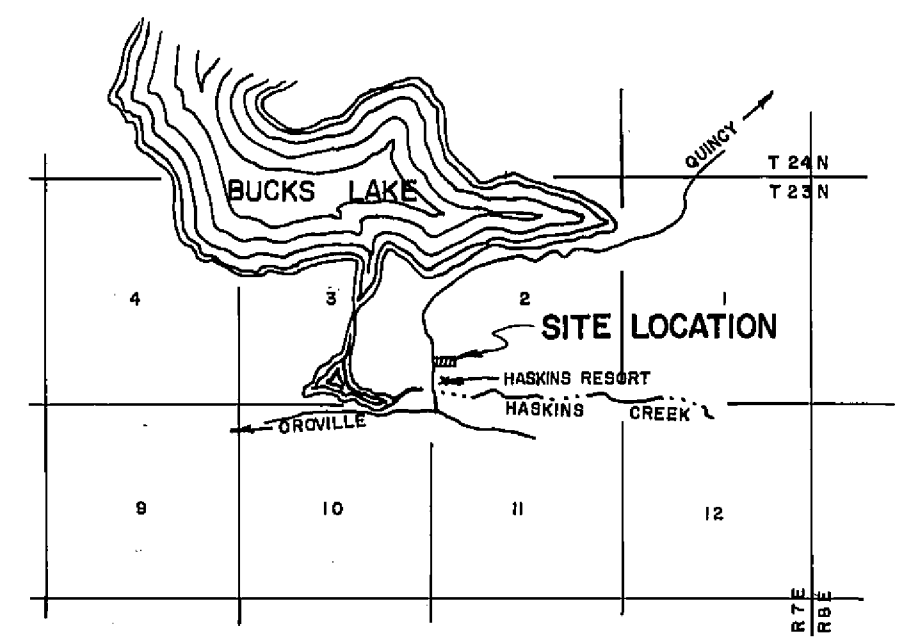 QUINCY
T 24 N
T 23 N
BUCKS LAKE
4
3
2
1
SITE LOCATION
HASKINS RESORT
HASKINS CREEK
OROVILLE
9
10
11
12
R 7 E
R 8 E